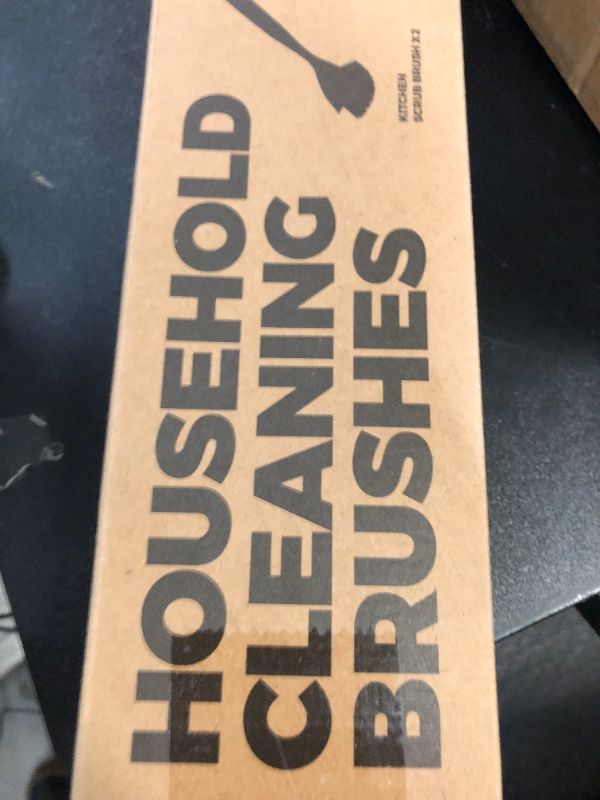 HOUSEHOLD
CLEANING
BRUSHES
KITCHEN
SCRUB BRUSH X2